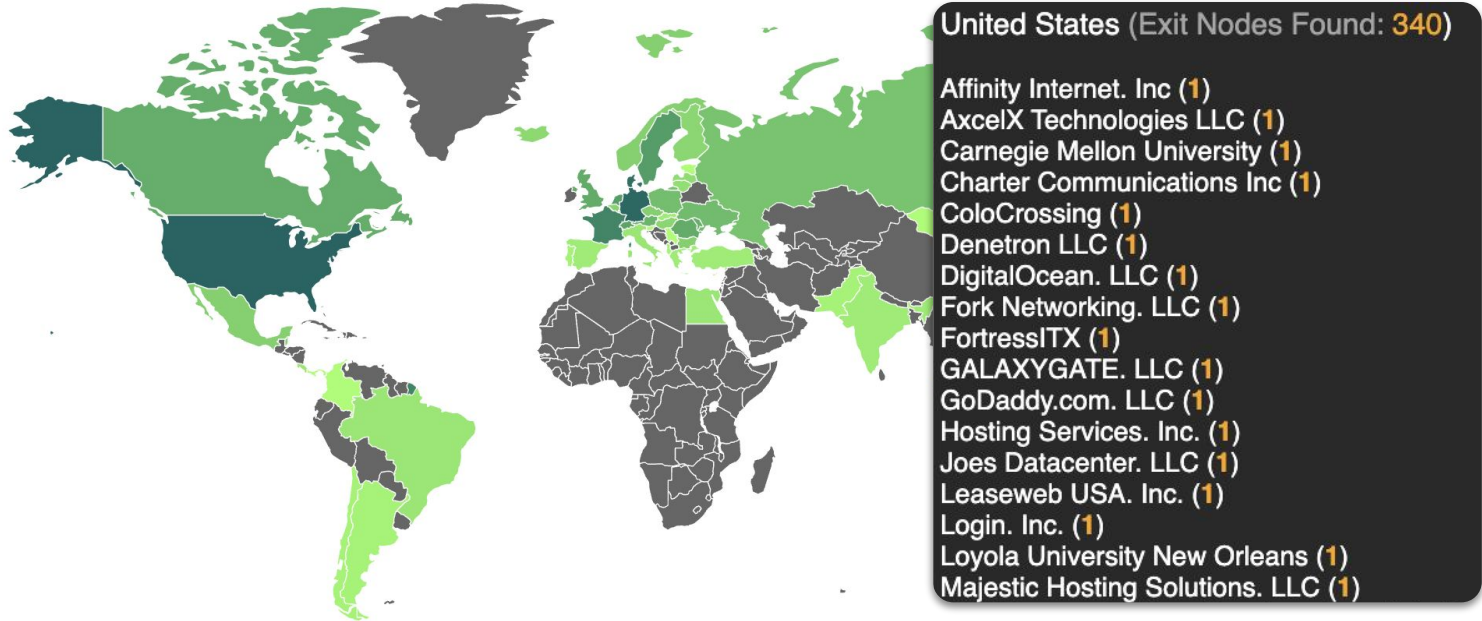 United States (Exit Nodes Found: 340)
Affinity Internet. Inc (1)
AxcelX Technologies LLC (1)
Carnegie Mellon University (1)
Charter Communications Inc (1)
ColoCrossing (1)
Denetron LLC (1)
DigitalOcean. LLC (1)
Fork Networking. LLC (1)
FortressITX (1)
GALAXYGATE. LLC (1)
GoDaddy.com. LLC (1)
Hosting Services. Inc. (1)
Joes Datacenter. LLC (1)
Leaseweb USA. Inc. (1)
Login. Inc. (1)
Loyola University New Orleans (1)
Majestic Hosting Solutions. LLC (1)